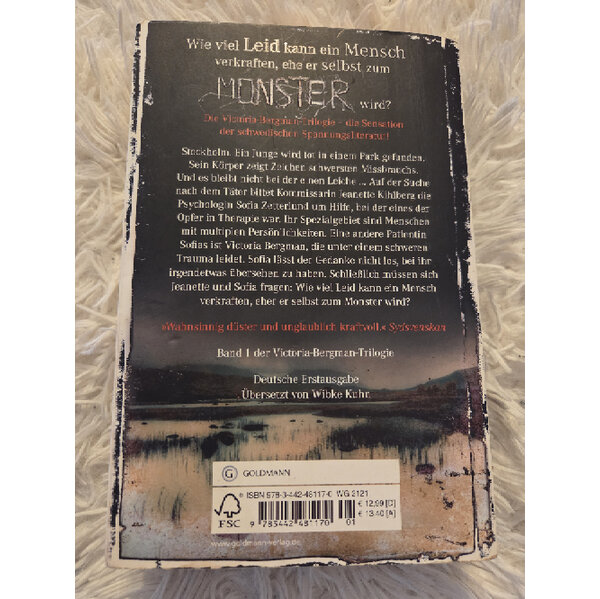 Wie viel Leid kann ein Mensch
verkraften, ehe er selbst zum
MONSTER wird?
Die Victoria-Bergman-Trilogie – die Sensation
der schwedischen Spannungsliteratur!
Stockholm. Ein Junge wird tot in einem Park gefunden.
Sein Körper zeigt Zeichen schwersten Missbrauchs.
Und es bleibt nicht bei der einen Leiche ... Auf der Suche
nach dem Täter bittet Kommissarin Jeanette Kihlberg die
Psychologin Sofia Zetterlund um Hilfe, bei der eines der
Opfer in Therapie war. Ihr Spezialgebiet sind Menschen
mit multiplen Persönlichkeiten. Eine andere Patientin
Sofias ist Victoria Bergman, die unter einem schweren
Trauma leidet. Sofia lässt der Gedanke nicht los, bei ihr
irgendetwas übersehen zu haben. Schließlich müssen sich
Jeanette und Sofia fragen: Wie viel Leid kann ein Mensch
verkraften, eher er selbst zum Monster wird?
»Wahnsinnig düster und unglaublich kraftvoll.« Sydsvenskan
Band 1 der Victoria-Bergman-Trilogie
Deutsche Erstausgabe
Übersetzt von Wibke Kuhn
G GOLDMANN
ISBN 978-3-442-48117-0 WG 2121
€ 12,99 [D]
€ 13,40 [A]
FSC
9 785442 481170 01
www.goldmann-verlag.de